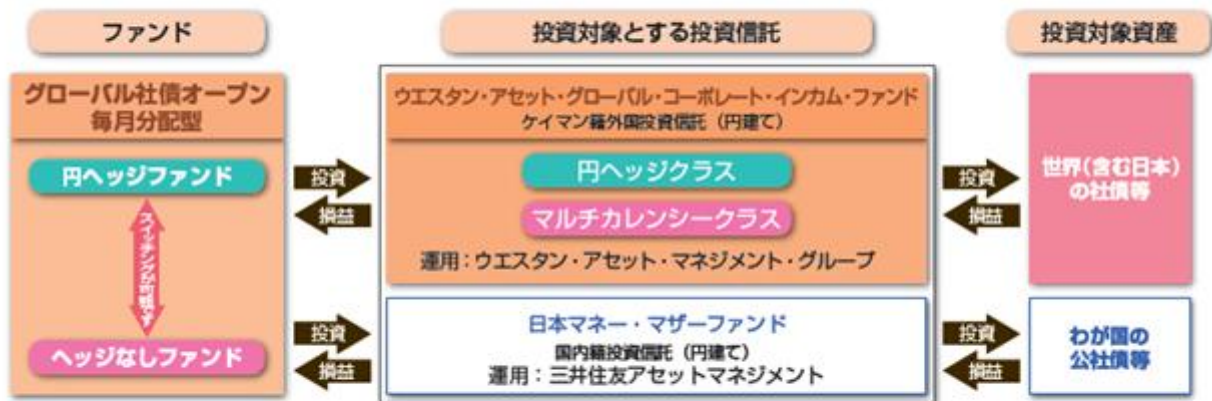 ファンド
投資対象とする投資信託
投資対象資産
グローバル社債オープン
毎月分配型
円ヘッジファンド
スイッチングが可能です
ヘッジなしファンド
投資
損益
投資
損益
ウエスタン・アセット・グローバル・コーポレート・インカム・ファンド
ケイマン籍外国投資信託（円建て）
円ヘッジクラス
マルチカレンシークラス
運用：ウエスタン・アセット・マネジメント・グループ
日本マネー・マザーファンド
国内籍投資信託（円建て）
運用：三井住友アセットマネジメント
投資
損益
投資
損益
世界（含む日本）
の社債等
わが国の
公社債等